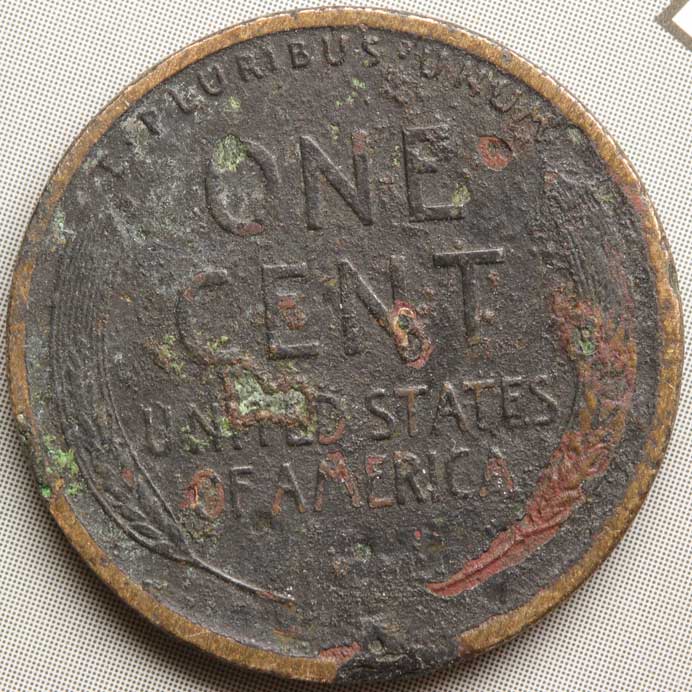 E·PLURIBUS·UNUM
ONE
CENT
UNITED STATES
OF AMERICA